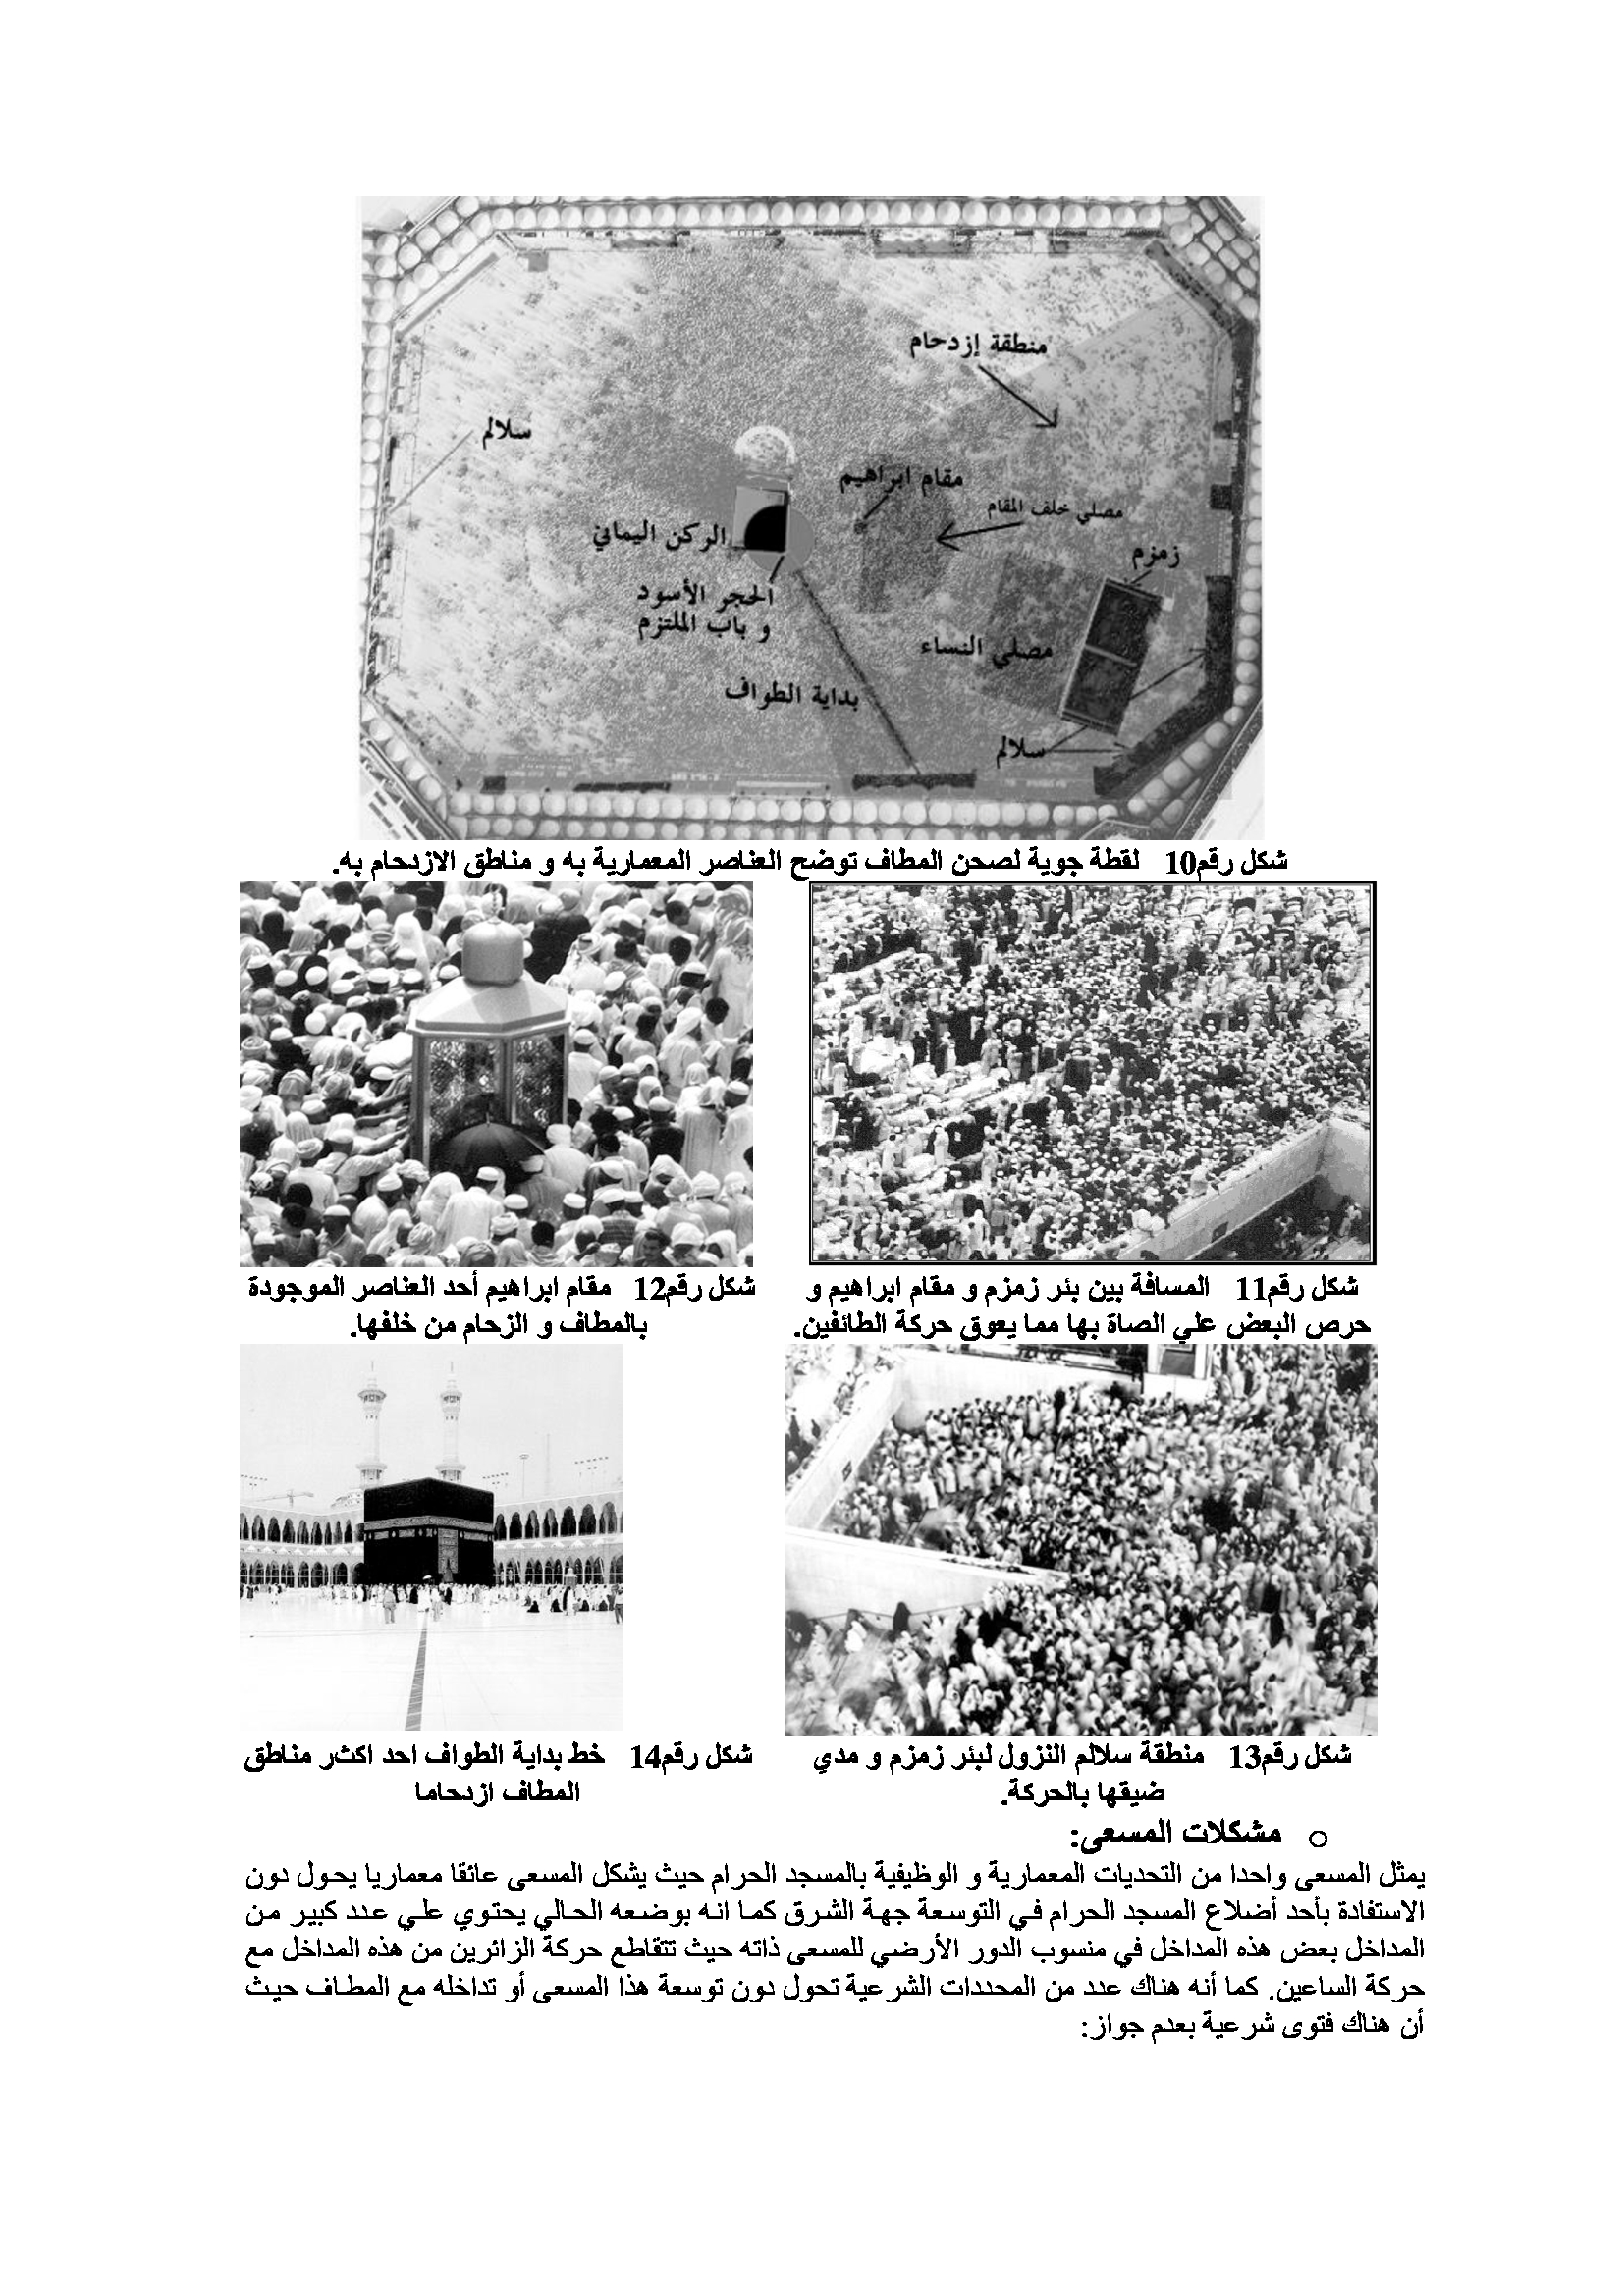 منطقة إزدحام
سلالم
مقام ابراهيم
مصلي خلف المقام
الركن اليماني
زمزم
الحجر الأسود
و باب الملتزم
مصلي النساء
بداية الطواف
سلالم
شكل رقم10 لقطة جوية لصحن المطاف توضح العناصر المعمارية به و مناطق الازدحام به.
شكل رقم11 المسافة بين بئر زمزم و مقام ابراهيم و
حرص البعض علي الصاة بها مما يعوق حركة الطائفين.
شكل رقم12 مقام ابراهيم أحد العناصر الموجودة
بالمطاف و الزحام من خلفها.
شكل رقم13 منطقة سلالم النزول لبئر زمزم و مدي
ضيقها بالحركة.
شكل رقم14 خط بداية الطواف احد اكثر مناطق
المطاف ازدحاما
o مشكلات المسعى:
يمثل المسعى واحدا من التحديات المعمارية و الوظيفية بالمسجد الحرام حيث يشكل المسعى عائقا معماريا يحول دون
الاستفادة بأحد أضلاع المسجد الحرام في التوسعة جهة الشرق كما انه بوضعه الحالي يحتوي علي عدد كبير من
المداخل بعض هذه المداخل في منسوب الدور الأرضي للمسعى ذاته حيث تتقاطع حركة الزائرين من هذه المداخل مع
حركة الساعين. كما أنه هناك عدد من المحددات الشرعية تحول دون توسعة هذا المسعى أو تداخله مع المطاف حيث
أن هناك فتوى شرعية بعدم جواز: